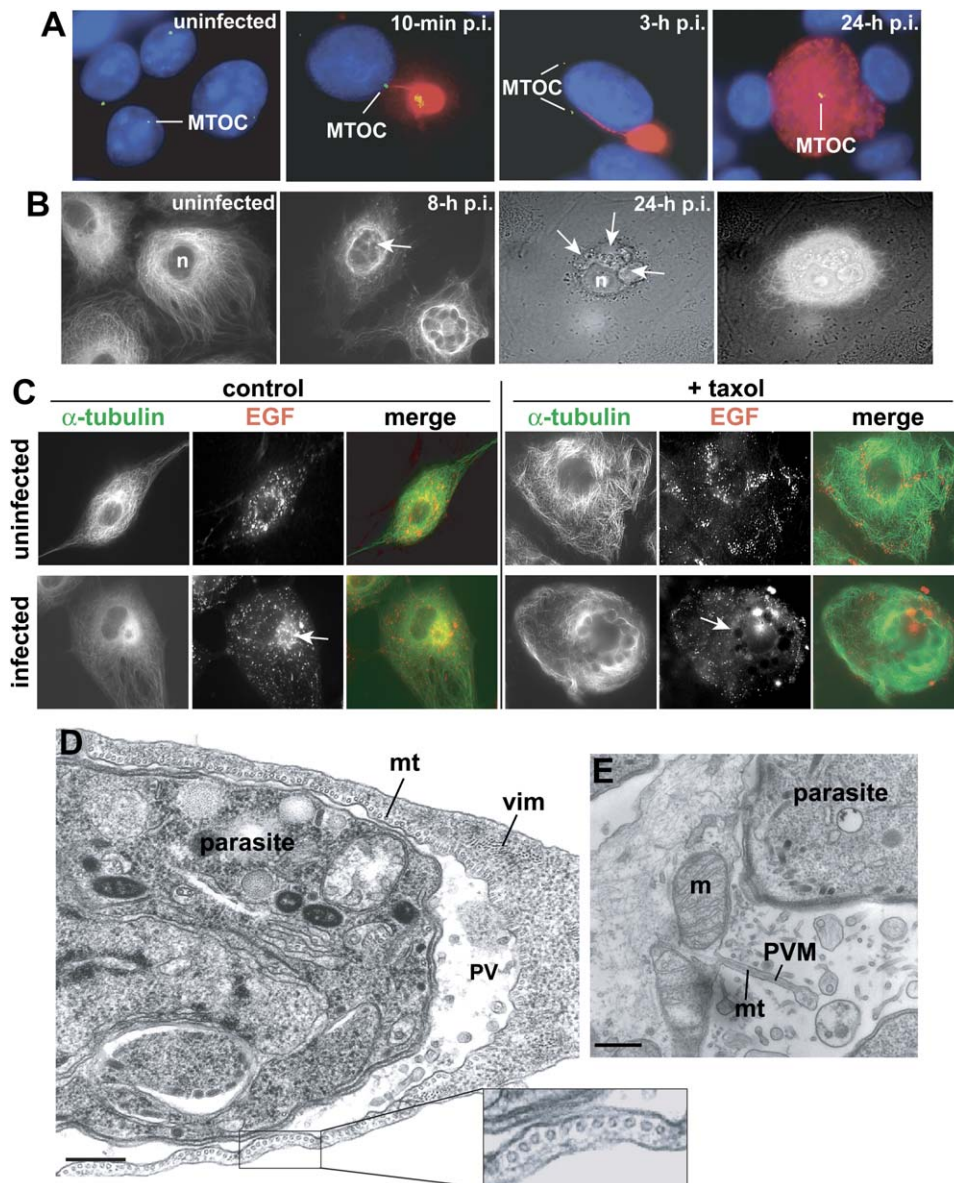 A
uninfected
MTOC
10-min p.i.
MTOC
3-h p.i.
MTOC
24-h p.i.
MTOC
B
uninfected
n
8-h p.i.
24-h p.i.
n
C
control
+ taxol
α-tubulin EGF merge
α-tubulin EGF merge
uninfected
infected
D
mt
vim
parasite
PV
E
parasite
m
PVM
mt